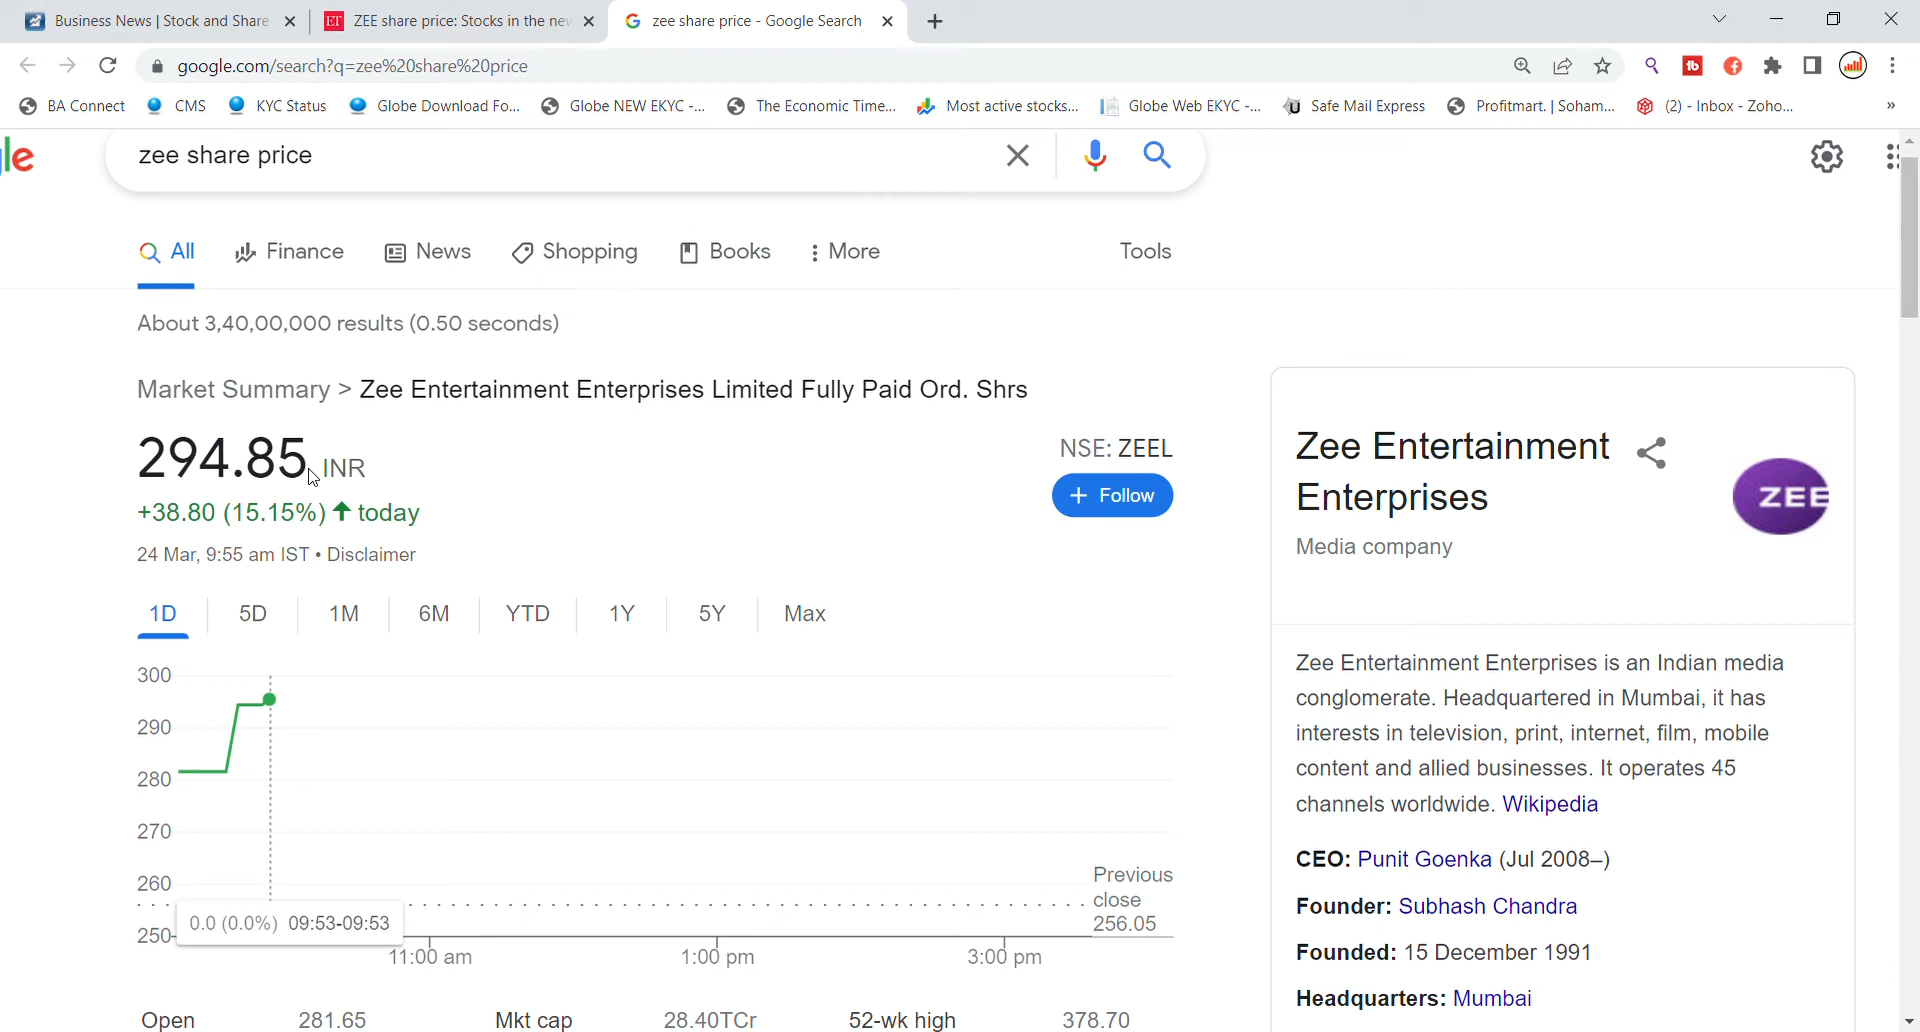 Business News | Stock and Share
ET ZEE share price: Stocks in the nev
zee share price - Google Search
google.com/search?q=zee%20share%20price
BA Connect
CMS
KYC Status
Globe Download Fo...
Globe NEW EKYC -...
The Economic Time...
Most active stocks...
Globe Web EKYC -...
Safe Mail Express
Profitmart. | Soham...
(2) - Inbox - Zoho...
»
le
zee share price
All
Finance
News
Shopping
Books
More
Tools
About 3,40,00,000 results (0.50 seconds)
Market Summary > Zee Entertainment Enterprises Limited Fully Paid Ord. Shrs
294.85 INR
NSE: ZEEL
+38.80 (15.15%) ↑ today
+ Follow
24 Mar, 9:55 am IST • Disclaimer
1D
5D
1M
6M
YTD
1Y
5Y
Max
300
290
280
270
260
250
Previous
close
256.05
0.0 (0.0%) 09:53-09:53
11:00 am
1:00 pm
3:00 pm
Open 281.65
Mkt cap 28.40TCr
52-wk high 378.70
Zee Entertainment
Enterprises
Media company
ZEE
Zee Entertainment Enterprises is an Indian media
conglomerate. Headquartered in Mumbai, it has
interests in television, print, internet, film, mobile
content and allied businesses. It operates 45
channels worldwide. Wikipedia
CEO: Punit Goenka (Jul 2008–)
Founder: Subhash Chandra
Founded: 15 December 1991
Headquarters: Mumbai